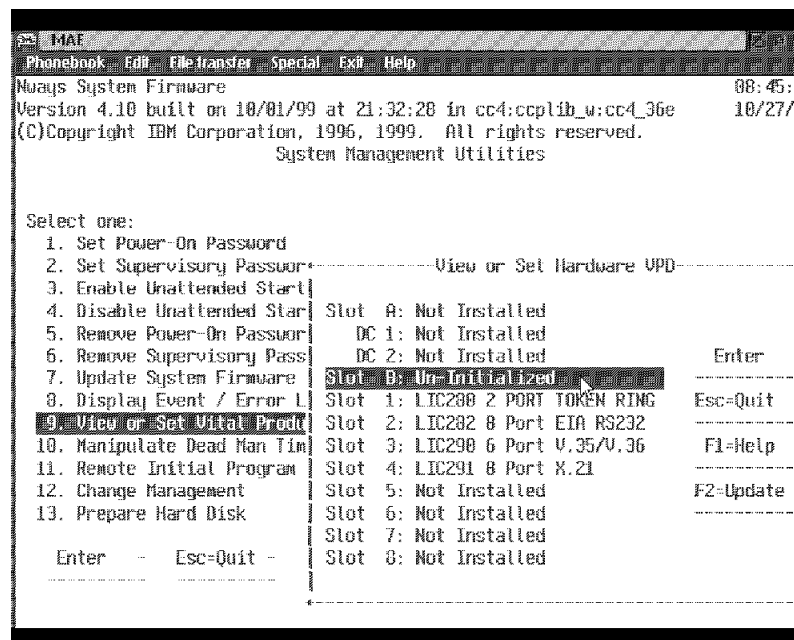 MAE
Phonebook Edit Filetransfer Special Exit Help
Nways System Firmware 08:45:
Version 4.10 built on 10/01/99 at 21:32:28 in cc4:ccplib_w:cc4_36e 10/27/
(C)Copyright IBM Corporation, 1996, 1999. All rights reserved.
System Management Utilities
Select one:
1. Set Power-On Password
2. Set Supervisory Passwor View or Set Hardware VPD
3. Enable Unattended Start
4. Disable Unattended Star Slot A: Not Installed
5. Remove Power-On Passwor DC 1: Not Installed
6. Remove Supervisory Pass DC 2: Not Installed Enter
7. Update System Firmware Slot B: Un-Initialized
8. Display Event / Error L Slot 1: LIC280 2 PORT TOKEN RING Esc=Quit
9. View or Set Vital Produ Slot 2: LIC282 8 Port EIA RS232
10. Manipulate Dead Man Tim Slot 3: LIC290 6 Port V.35/V.36 F1=Help
11. Remote Initial Program Slot 4: LIC291 8 Port X.21
12. Change Management Slot 5: Not Installed F2=Update
13. Prepare Hard Disk Slot 6: Not Installed
Slot 7: Not Installed
Enter - Esc=Quit - Slot 8: Not Installed